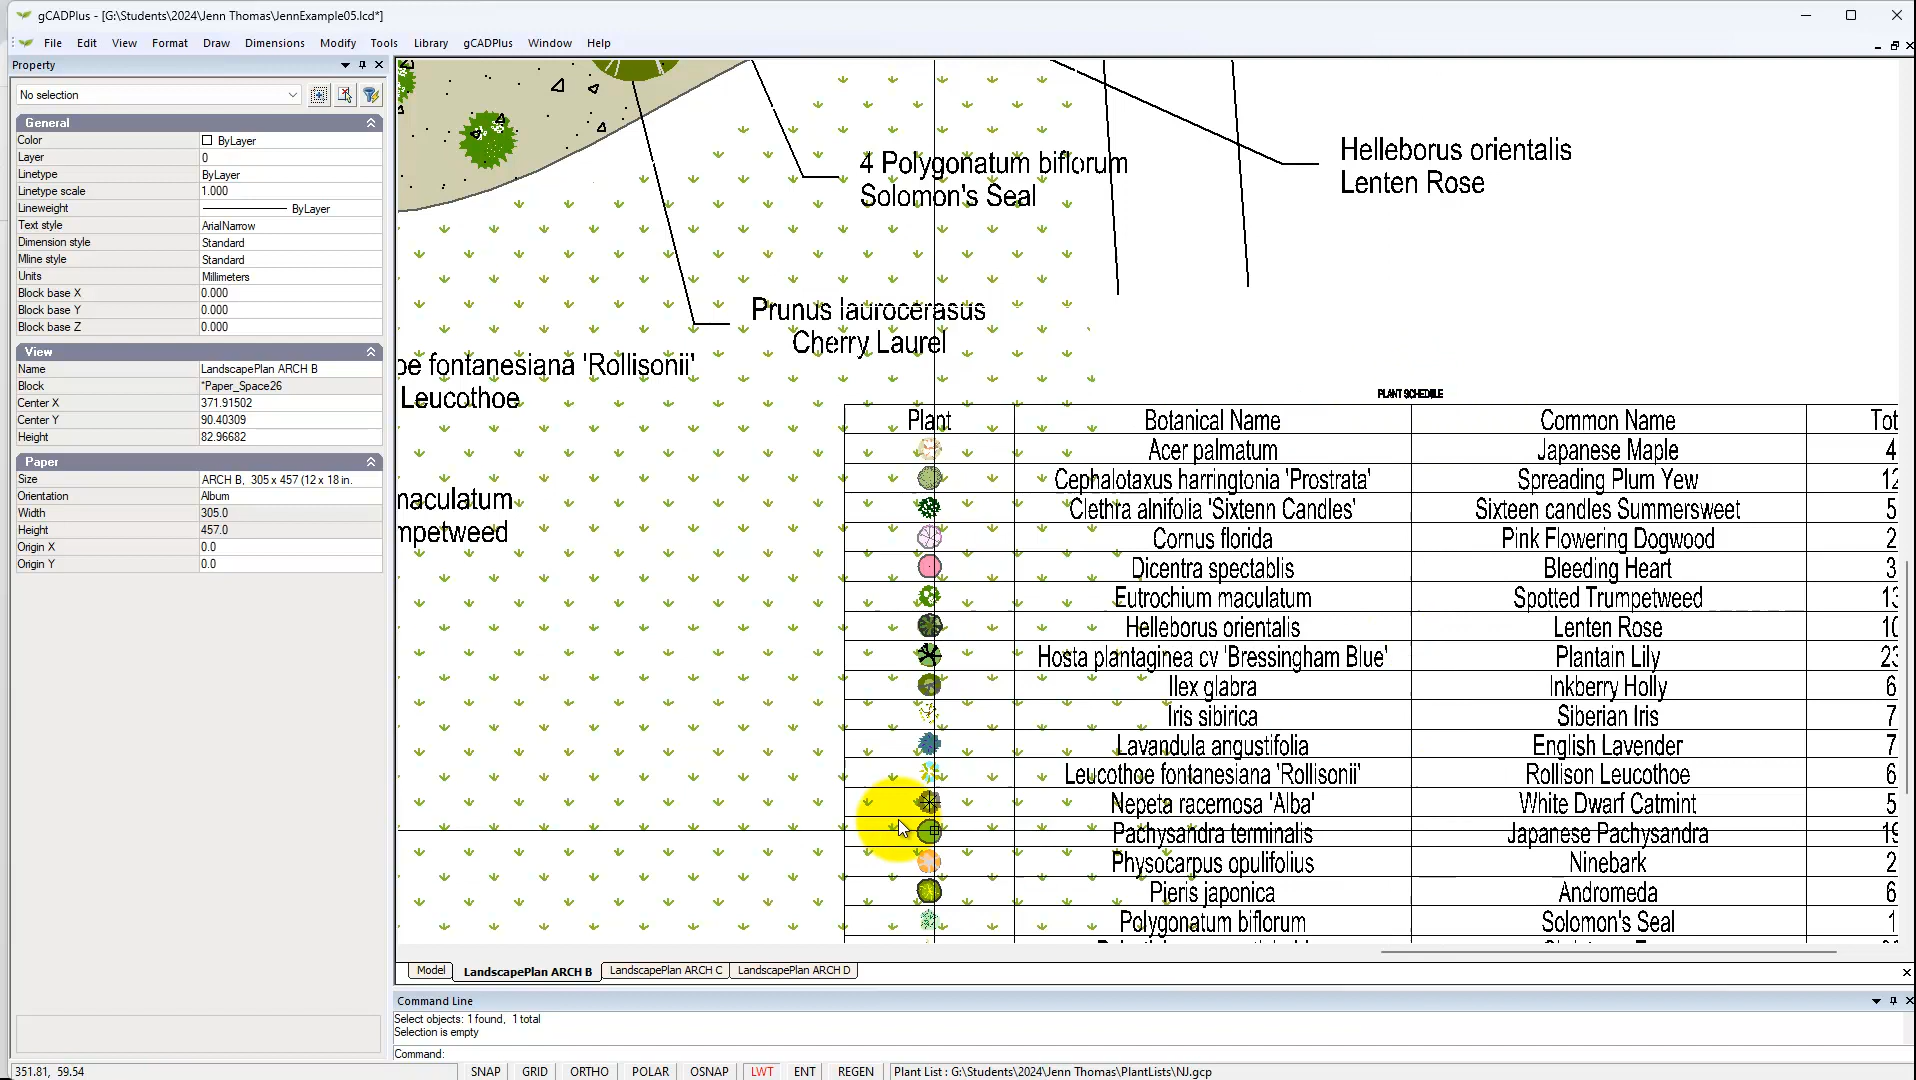 gCADPlus - [G:\Students\2024\Jenn Thomas\JennExample05.lcd*]
File Edit View Format Draw Dimensions Modify Tools Library gCADPlus Window Help
Property
No selection
General
Color ByLayer
Layer 0
Linetype ByLayer
Linetype scale 1.000
Lineweight ByLayer
Text style ArialNarrow
Dimension style Standard
Mline style Standard
Units Millimeters
Block base X 0.000
Block base Y 0.000
Block base Z 0.000
View
Name LandscapePlan ARCH B
Block *Paper_Space26
Center X 371.91502
Center Y 90.40309
Height 82.96682
Paper
Size ARCH B, 305 x 457 (12 x 18 in.
Orientation Album
Width 305.0
Height 457.0
Origin X 0.0
Origin Y 0.0
4 Polygonatum biflorum
Solomon's Seal
Helleborus orientalis
Lenten Rose
Prunus laurocerasus
Cherry Laurel
oe fontanesiana 'Rollisonii'
Leucothoe
maculatum
mpetweed
PLANT SCHEDULE
Plant Botanical Name Common Name Tot
Acer palmatum Japanese Maple 4
Cephalotaxus harringtonia 'Prostrata' Spreading Plum Yew 12
Clethra alnifolia 'Sixtenn Candles' Sixteen candles Summersweet 5
Cornus florida Pink Flowering Dogwood 2
Dicentra spectablis Bleeding Heart 3
Eutrochium maculatum Spotted Trumpetweed 13
Helleborus orientalis Lenten Rose 10
Hosta plantaginea cv 'Bressingham Blue' Plantain Lily 23
Ilex glabra Inkberry Holly 6
Iris sibirica Siberian Iris 7
Lavandula angustifolia English Lavender 7
Leucothoe fontanesiana 'Rollisonii' Rollison Leucothoe 6
Nepeta racemosa 'Alba' White Dwarf Catmint 5
Pachysandra terminalis Japanese Pachysandra 19
Physocarpus opulifolius Ninebark 2
Pieris japonica Andromeda 6
Polygonatum biflorum Solomon's Seal 1
Model LandscapePlan ARCH B LandscapePlan ARCH C LandscapePlan ARCH D
Command Line
Select objects: 1 found, 1 total
Selection is empty
Command:
351.81, 59.54 SNAP GRID ORTHO POLAR OSNAP LWT ENT REGEN Plant List : G:\Students\2024\Jenn Thomas\PlantLists\NJ.gcp